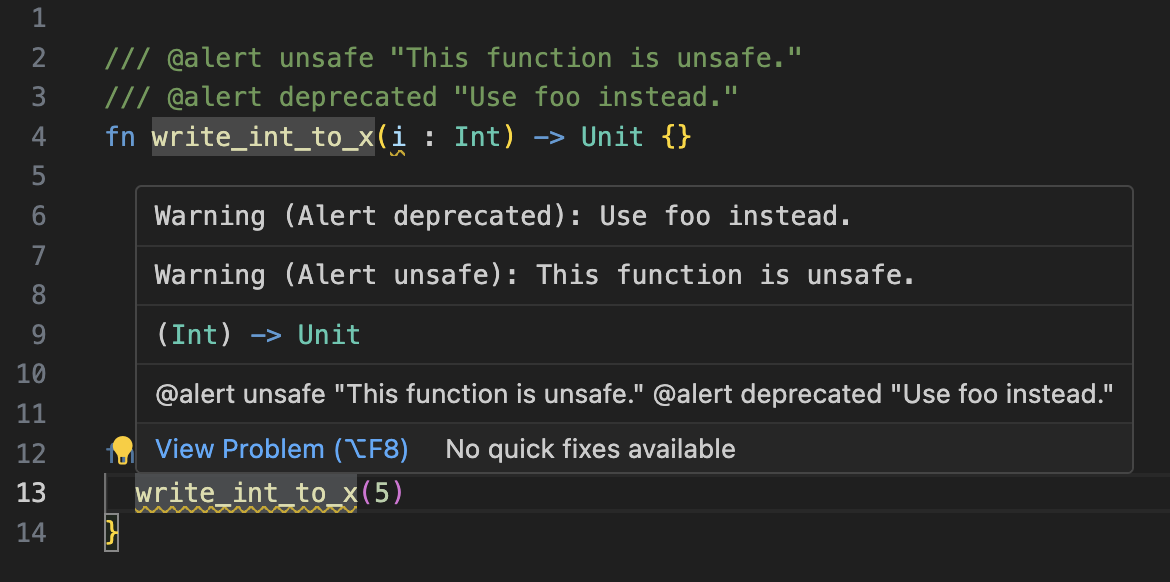 1
2 /// @alert unsafe "This function is unsafe."
3 /// @alert deprecated "Use foo instead."
4 fn write_int_to_x(i : Int) -> Unit {}
5
6 Warning (Alert deprecated): Use foo instead.
7 Warning (Alert unsafe): This function is unsafe.
8
9 (Int) -> Unit
10
11 @alert unsafe "This function is unsafe." @alert deprecated "Use foo instead."
12 fn View Problem (⌥F8) No quick fixes available
13 write_int_to_x(5)
14 }